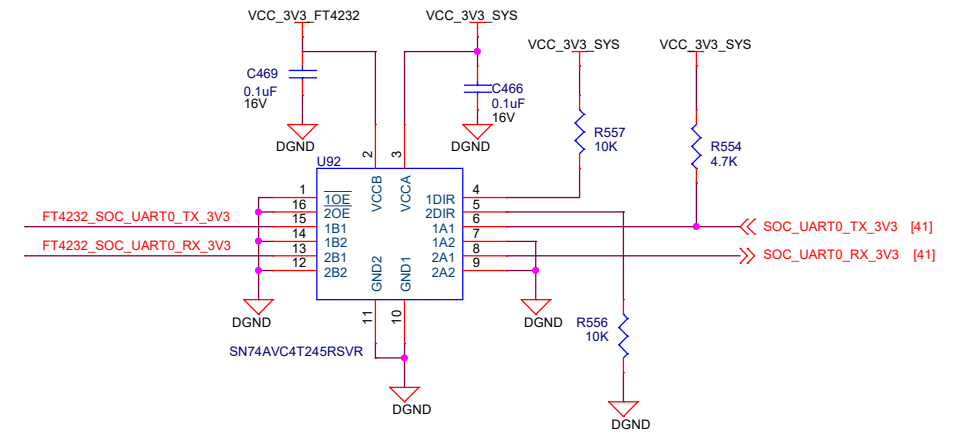 VCC_3V3_FT4232
VCC_3V3_SYS
VCC_3V3_SYS
VCC_3V3_SYS
C469
0.1uF
16V
C466
0.1uF
16V
R557
10K
R554
4.7K
DGND
DGND
U92
2
3
VCCB
VCCA
1
16
15
14
13
12
1OE
2OE
1B1
1B2
2B1
2B2
1DIR
2DIR
1A1
1A2
2A1
2A2
4
5
6
7
8
9
GND2
GND1
11
10
FT4232_SOC_UART0_TX_3V3
FT4232_SOC_UART0_RX_3V3
SOC_UART0_TX_3V3 [41]
SOC_UART0_RX_3V3 [41]
DGND
DGND
R556
10K
SN74AVC4T245RSVR
DGND
DGND